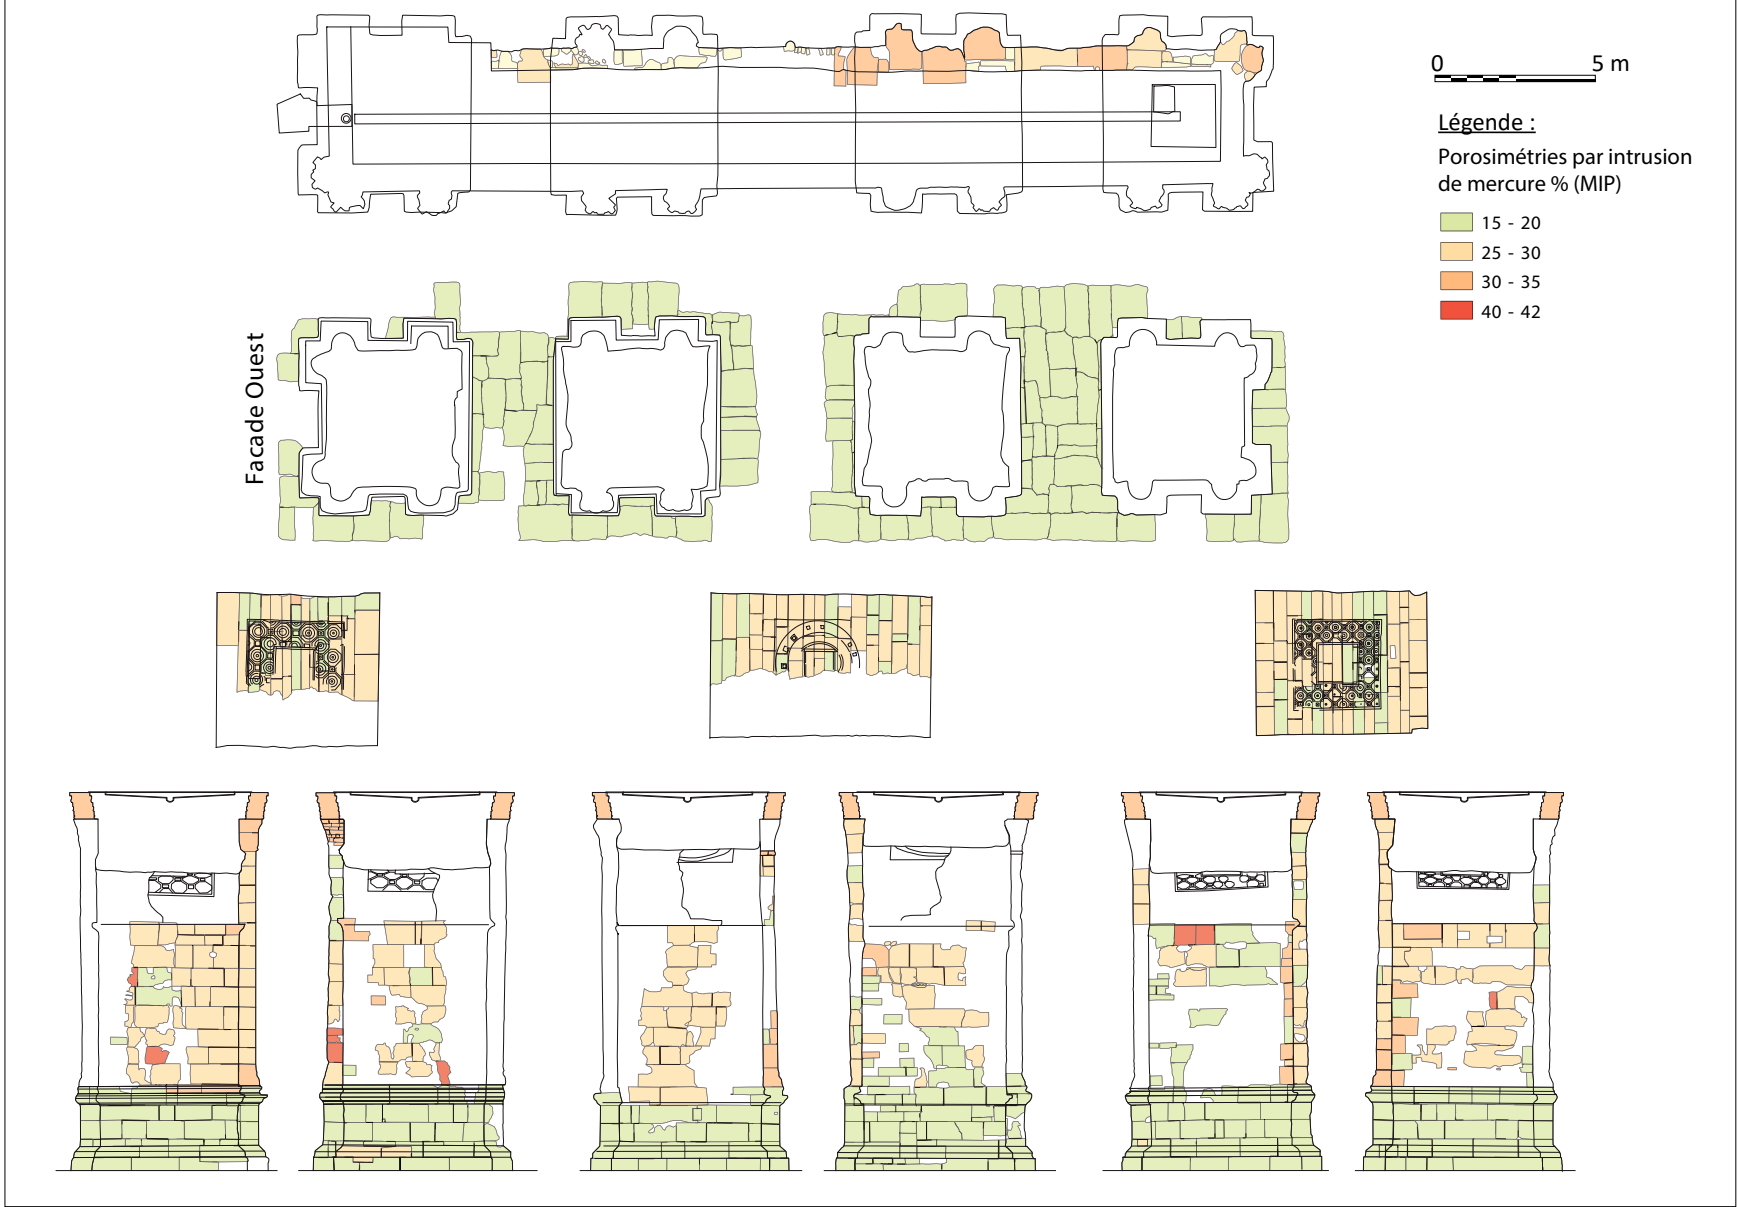 0 5 m
Légende :
Porosimétries par intrusion
de mercure % (MIP)
15 - 20
25 - 30
30 - 35
40 - 42
Facade Ouest